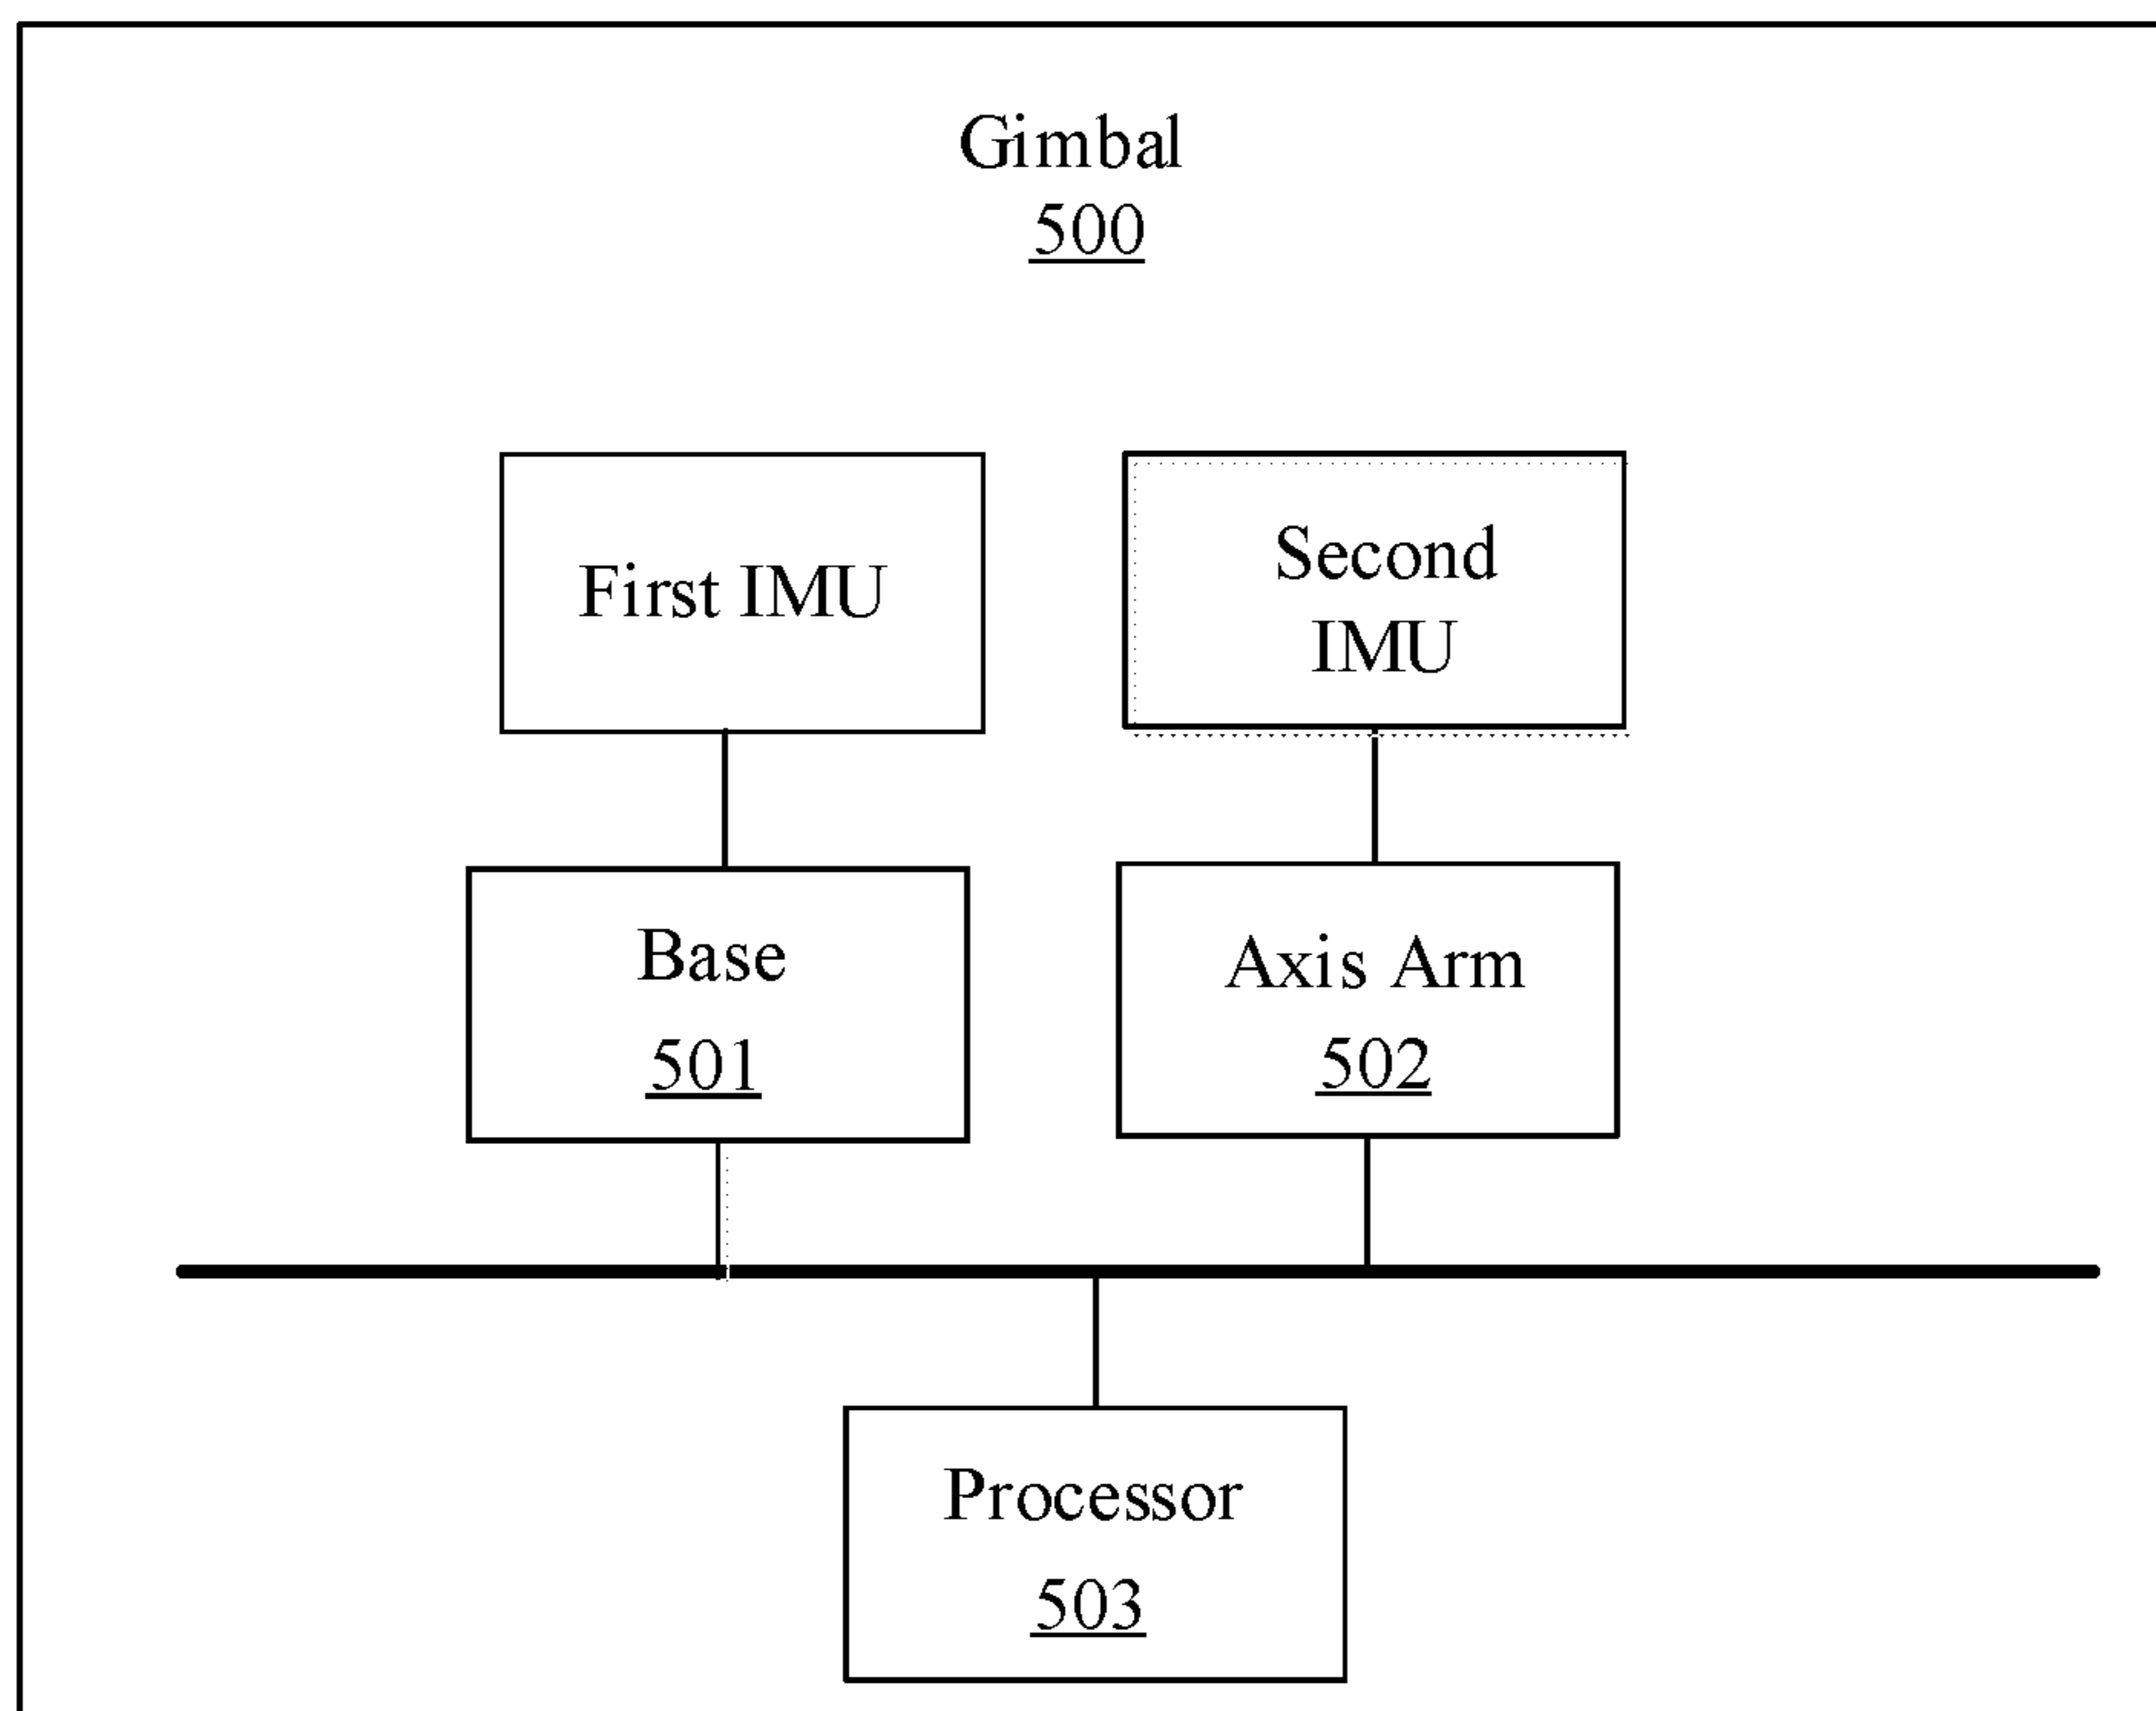 Gimbal
500
First IMU
Second
IMU
Base
501
Axis Arm
502
Processor
503